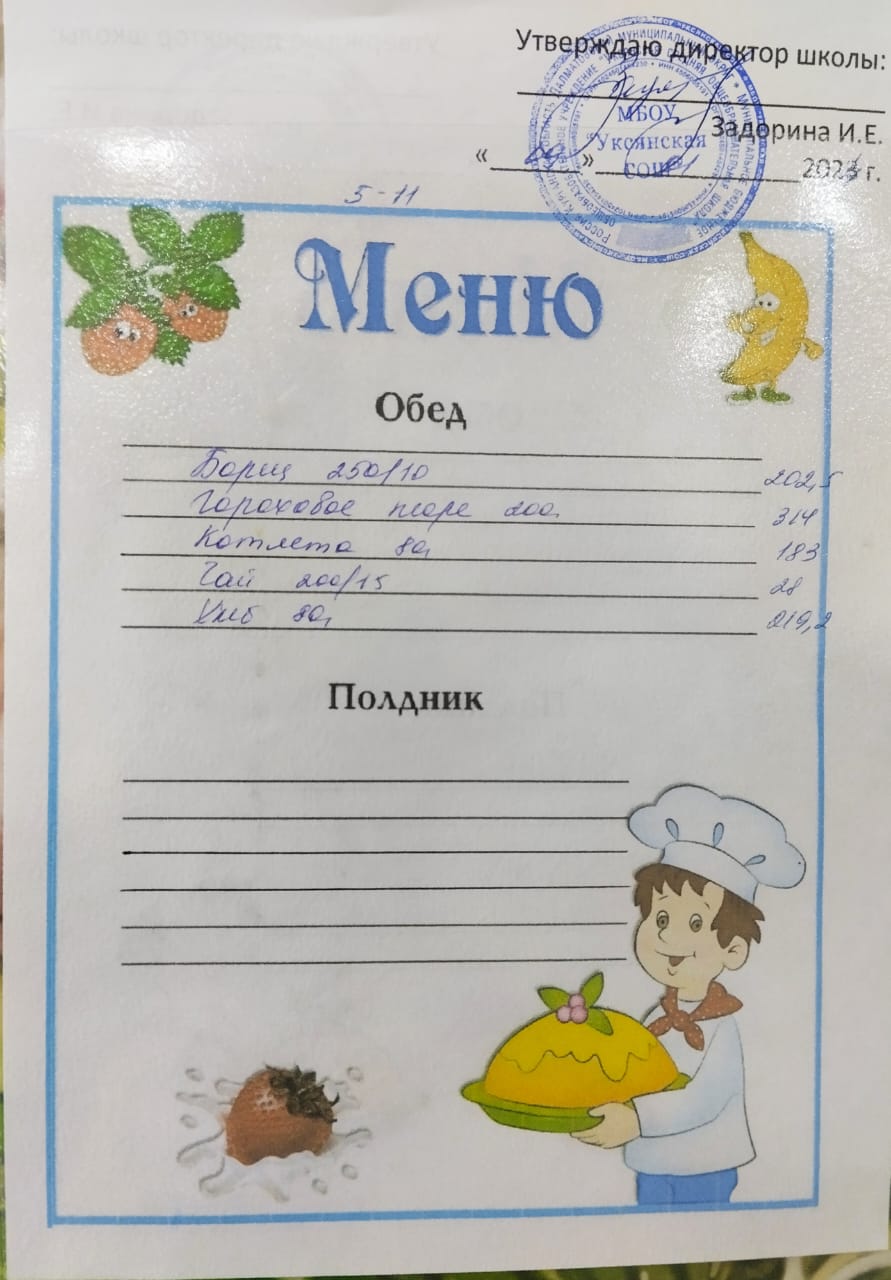 Утверждаю директор школы:
МБОУ
"Уксянская
СОШ"
Задорина И.Е.
« » 202 г.
5-11
Меню
Обед
Борщ 250/10 202,5
Гороховое пюре 200 314
Котлета 80 183
Чай 200/15 28
Хлеб 80 219,2
Полдник